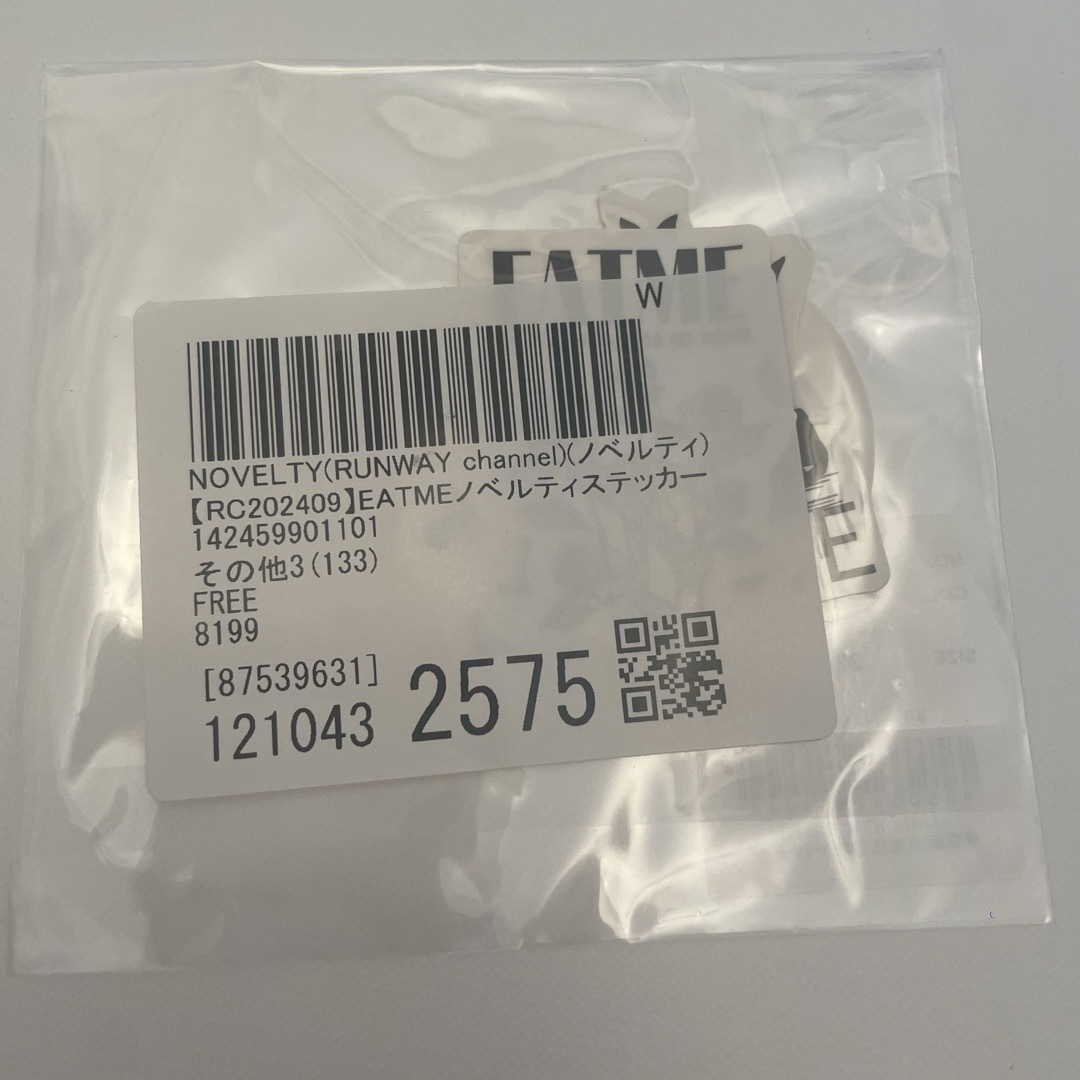 EATME
W
NOVELTY(RUNWAY channel)(ノベルティ)
【RC202409】EATMEノベルティステッカー
142459901101
その他3(133)
FREE
8199
[87539631]
121043 2575
SIZE